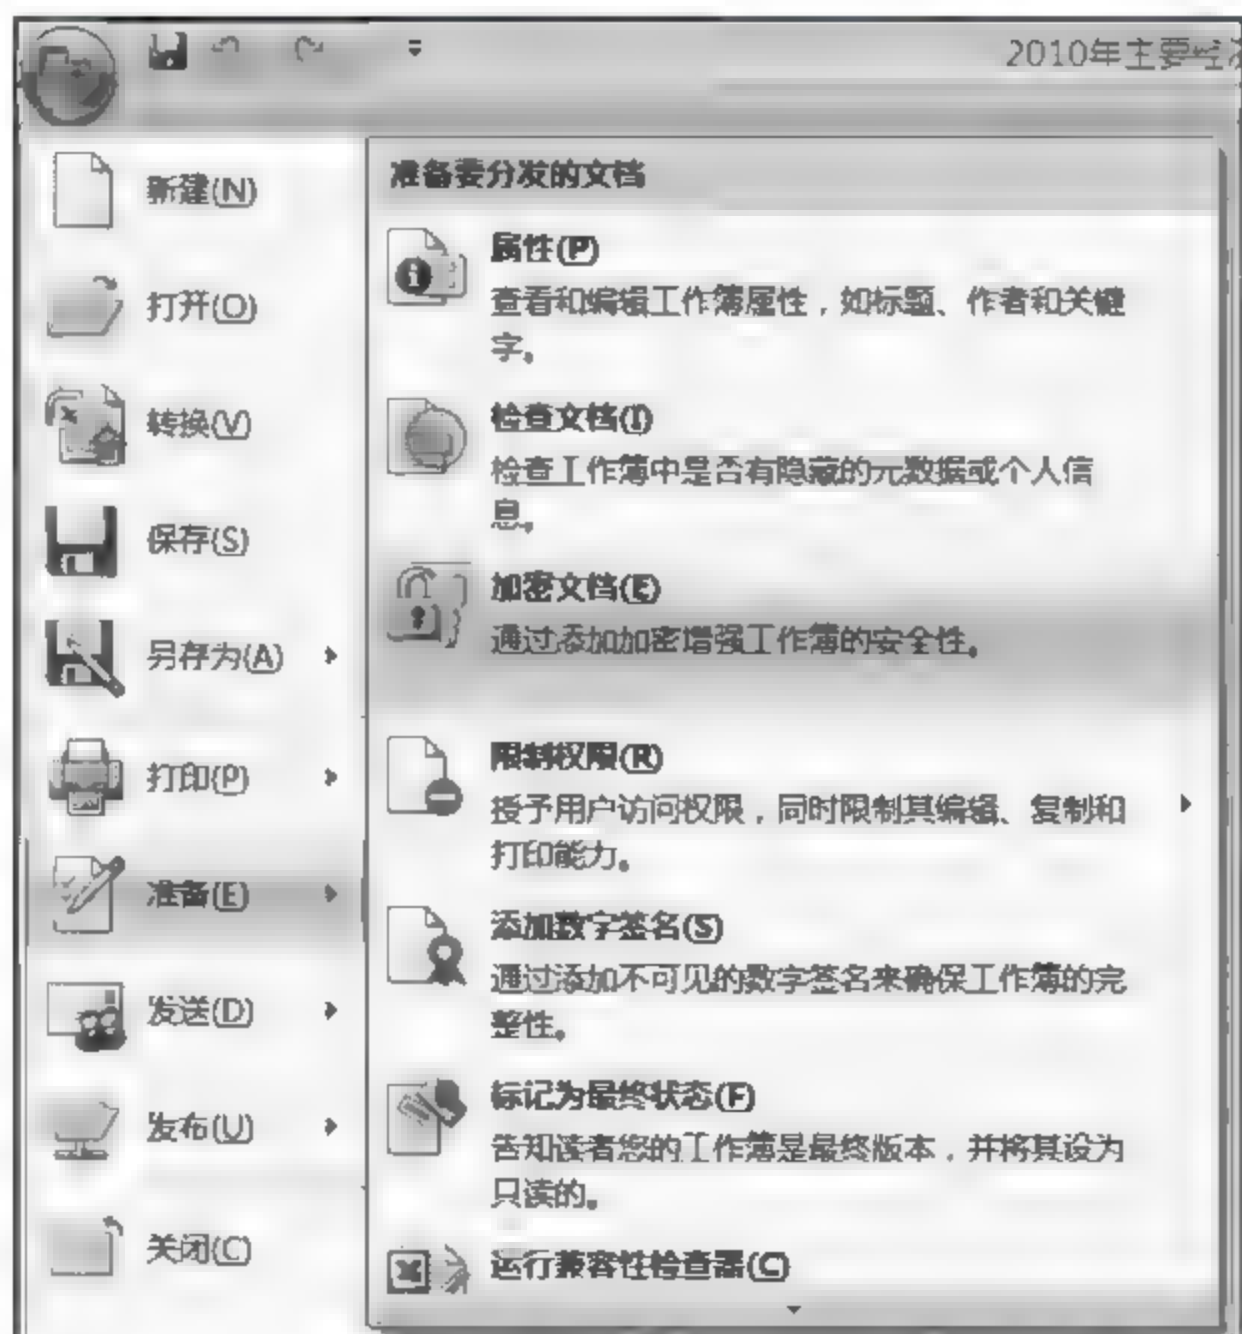 2010年主要经
新建(N)
打开(O)
转换(V)
保存(S)
另存为(A)
打印(P)
准备(E)
发送(D)
发布(U)
关闭(C)
准备要分发的文档
属性(P)
查看和编辑工作簿属性，如标题、作者和关键
字。
检查文档(I)
检查工作簿中是否有隐藏的元数据或个人信
息。
加密文档(E)
通过添加加密增强工作簿的安全性。
限制权限(R)
授予用户访问权限，同时限制其编辑、复制和
打印能力。
添加数字签名(S)
通过添加不可见的数字签名来确保工作簿的完
整性。
标记为最终状态(F)
告知读者您的工作簿是最终版本，并将其设为
只读的。
运行兼容性检查器(C)